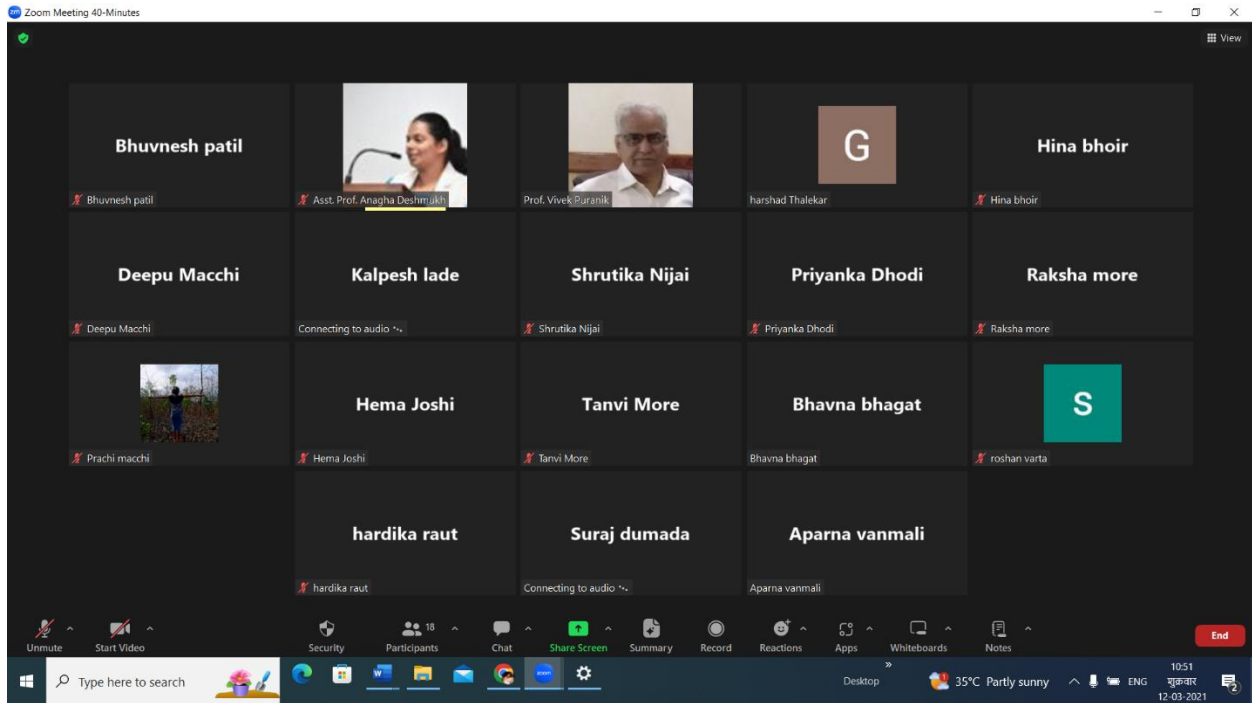 zm Zoom Meeting 40-Minutes
View
Bhuvnesh patil
Bhuvnesh patil
Asst. Prof. Anagha Deshmukh
Prof. Vivek Puranik
G
harshad Thalekar
Hina bhoir
Hina bhoir
Deepu Macchi
Deepu Macchi
Kalpesh lade
Connecting to audio
Shrutika Nijai
Shrutika Nijai
Priyanka Dhodi
Priyanka Dhodi
Raksha more
Raksha more
Prachi macchi
Hema Joshi
Hema Joshi
Tanvi More
Tanvi More
Bhavna bhagat
Bhavna bhagat
S
roshan varta
hardika raut
hardika raut
Suraj dumada
Connecting to audio
Aparna vanmali
Aparna vanmali
Unmute
Start Video
Security
18
Participants
Chat
Share Screen
Summary
Record
Reactions
Apps
Whiteboards
Notes
End
Type here to search
W
zoom
Desktop
»
35°C Partly sunny
ENG
10:51
शुक्रवार
12-03-2021
2